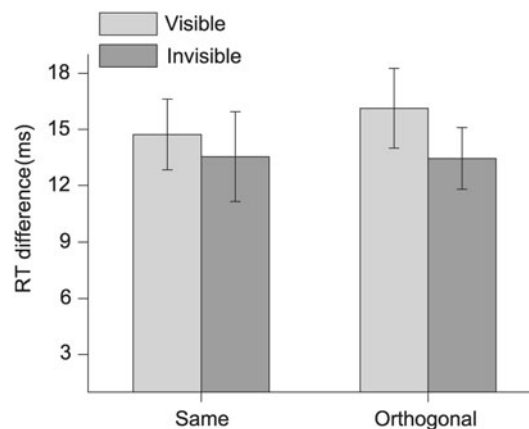 Visible
Invisible
18
15
12
9
6
3
RT difference(ms)
Same
Orthogonal